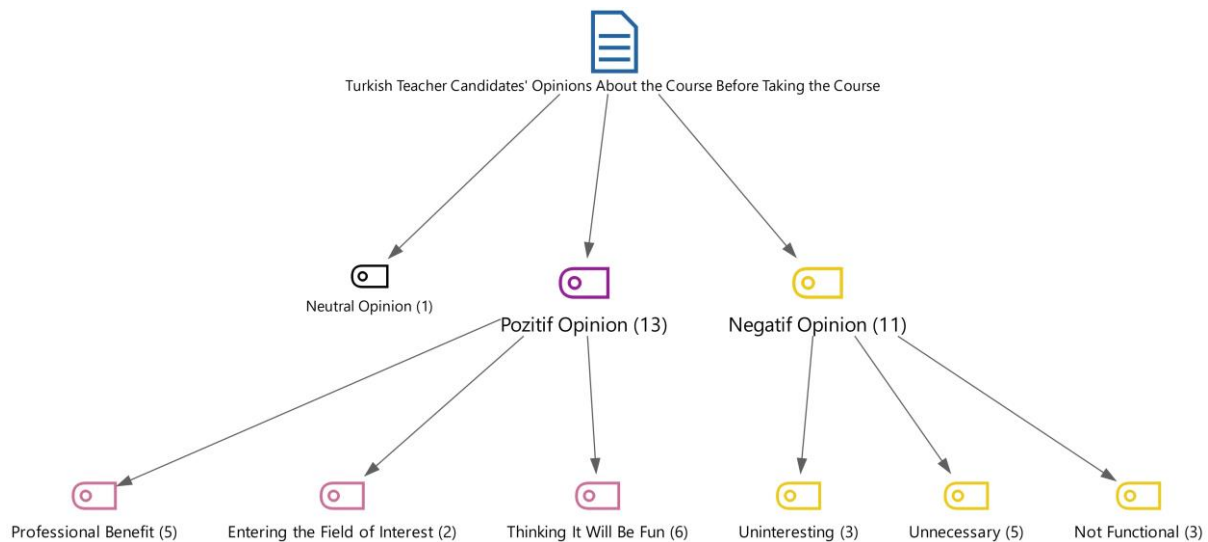 Turkish Teacher Candidates' Opinions About the Course Before Taking the Course
Neutral Opinion (1)
Pozitif Opinion (13)
Negatif Opinion (11)
Professional Benefit (5)
Entering the Field of Interest (2)
Thinking It Will Be Fun (6)
Uninteresting (3)
Unnecessary (5)
Not Functional (3)